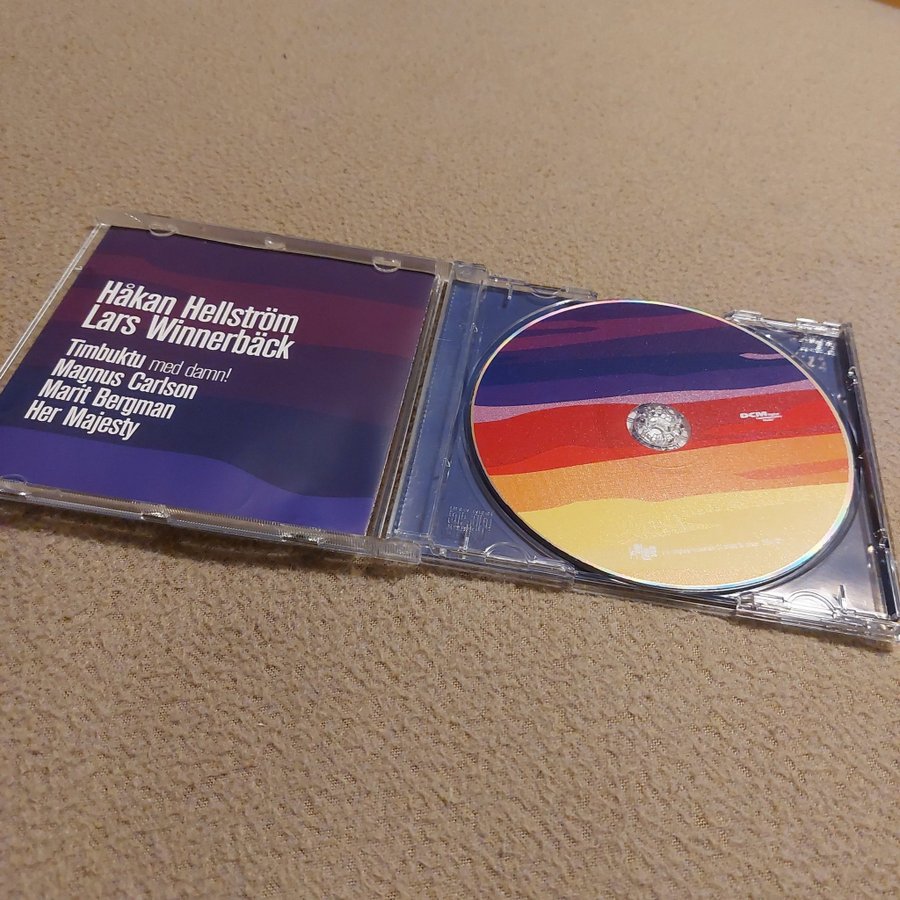 Håkan Hellström
Lars Winnerbäck
Timbuktu med damn!
Magnus Carlson
Marit Bergman
Her Majesty
DCM